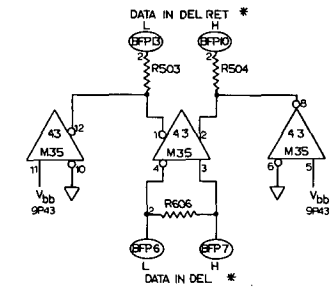 DATA IN DEL RET *
L H
BFP13 BFP10
2 2
R503 R504
12 8
43 1 43 2 43
M35 M35 M35
4 3
11 10 6 5
Vbb Vbb
9P43 9P43
R606
2
BFP6 BFP7
L H
DATA IN DEL *